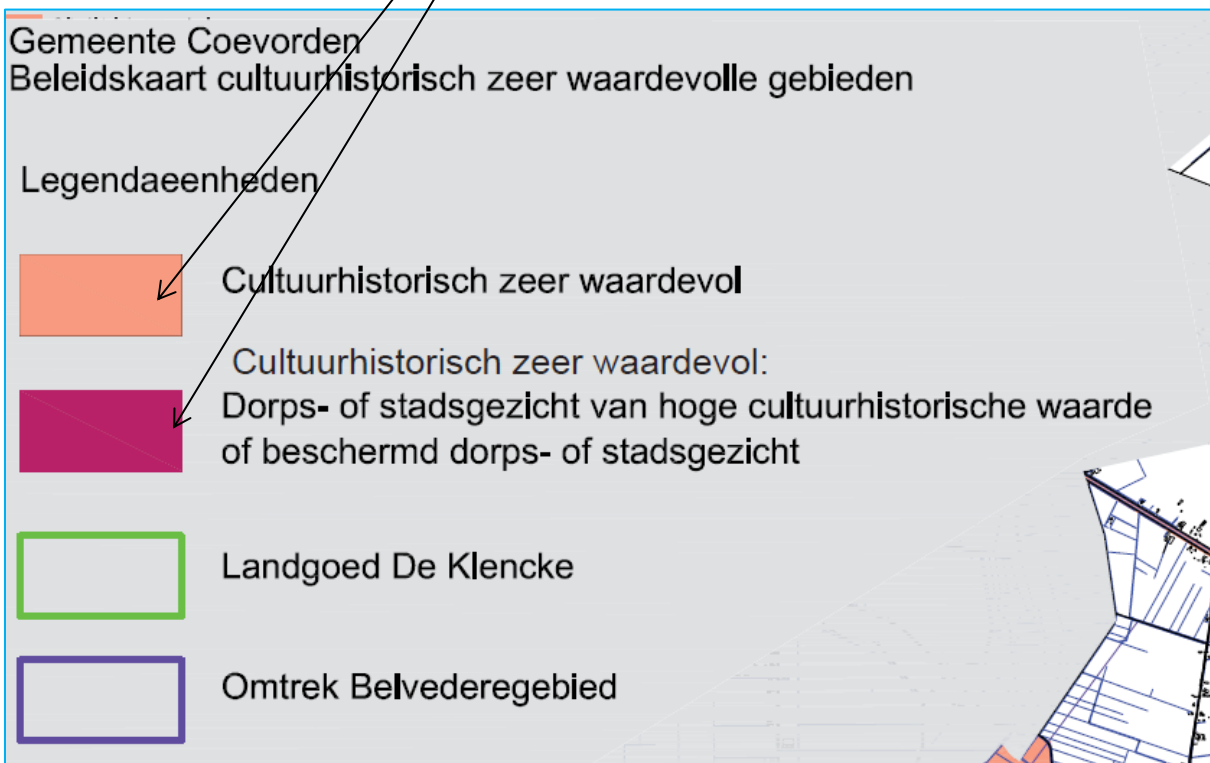 Gemeente Coevorden
Beleidskaart cultuurhistorisch zeer waardevolle gebieden
Legendaeenheden
Cultuurhistorisch zeer waardevol
Cultuurhistorisch zeer waardevol:
Dorps- of stadsgezicht van hoge cultuurhistorische waarde
of beschermd dorps- of stadsgezicht
Landgoed De Klencke
Omtrek Belvederegebied